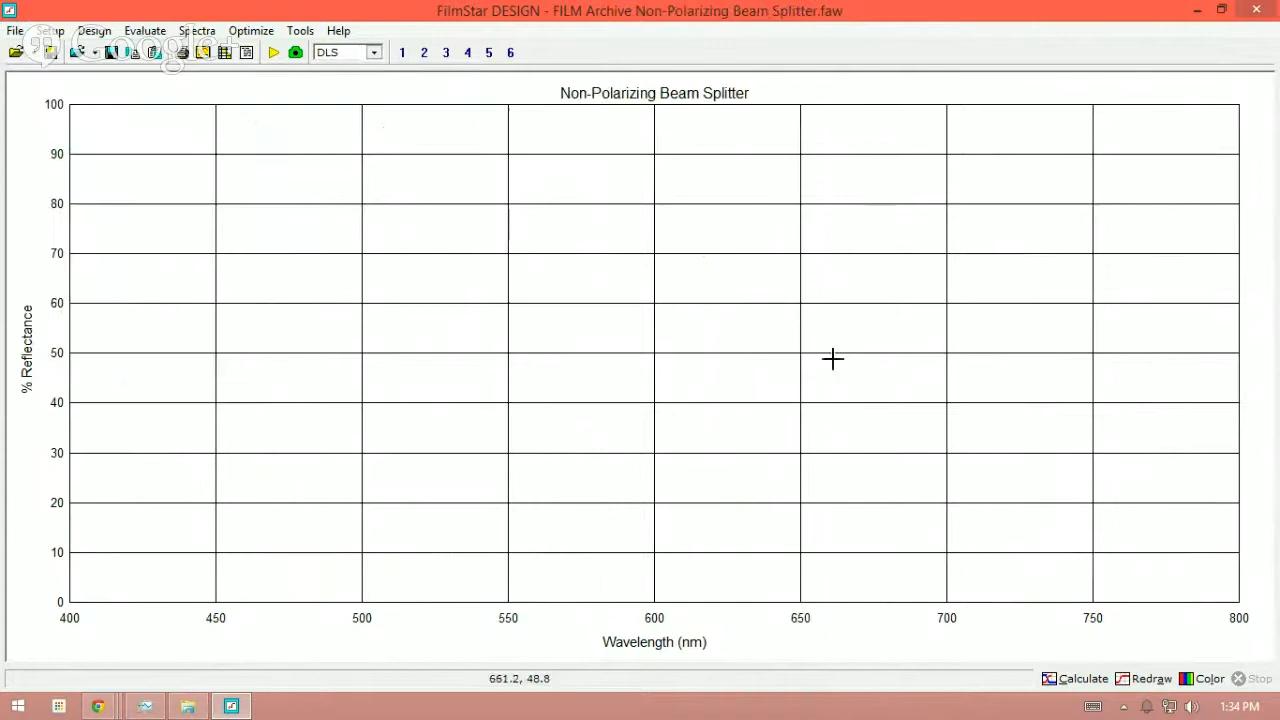 FilmStar DESIGN - FILM Archive Non-Polarizing Beam Splitter.faw
File Setup Design Evaluate Spectra Optimize Tools Help
Google+
DLS 1 2 3 4 5 6
Non-Polarizing Beam Splitter
100
90
80
70
60
50
40
30
20
10
0
% Reflectance
400 450 500 550 600 650 700 750 800
Wavelength (nm)
661.2, 48.8 Calculate Redraw Color Stop
1:34 PM